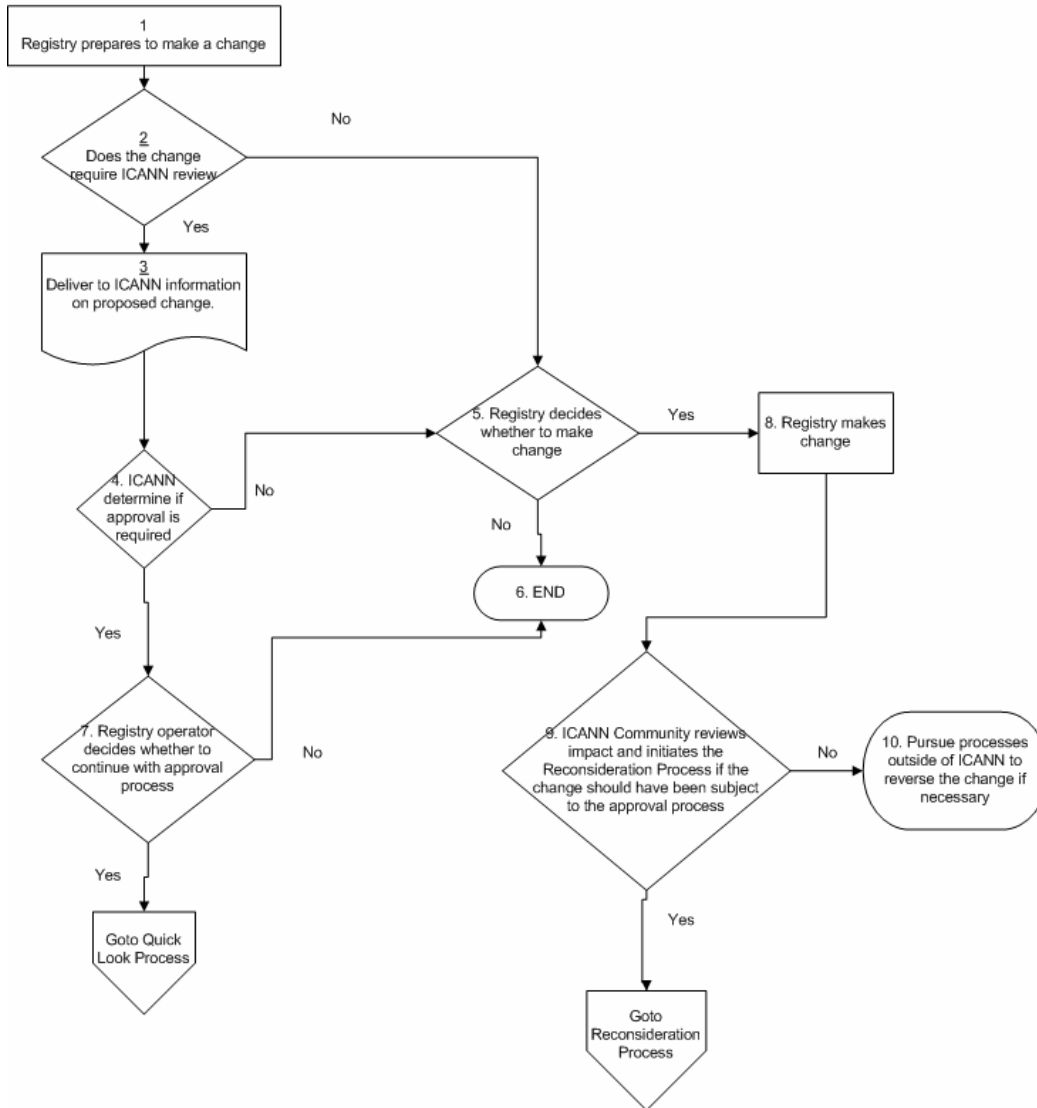 1
Registry prepares to make a change
No
2
Does the change
require ICANN review
Yes
3
Deliver to ICANN information
on proposed change.
5. Registry decides
whether to make
change
Yes
8. Registry makes
change
4. ICANN
determine if
approval is
required
No
No
6. END
Yes
7. Registry operator
decides whether to
continue with approval
process
No
9. ICANN Community reviews
impact and initiates the
Reconsideration Process if the
change should have been subject
to the approval process
No
10. Pursue processes
outside of ICANN to
reverse the change if
necessary
Yes
Goto Quick
Look Process
Yes
Goto
Reconsideration
Process